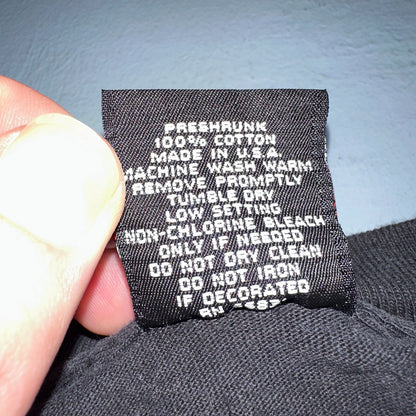 PRESHRUNK
100% COTTON
MADE IN U.S.A.
MACHINE WASH WARM
REMOVE PROMPTLY
TUMBLE DRY
LOW SETTING
NON-CHLORINE BLEACH
ONLY IF NEEDED
DO NOT DRY CLEAN
DO NOT IRON
IF DECORATED
RN